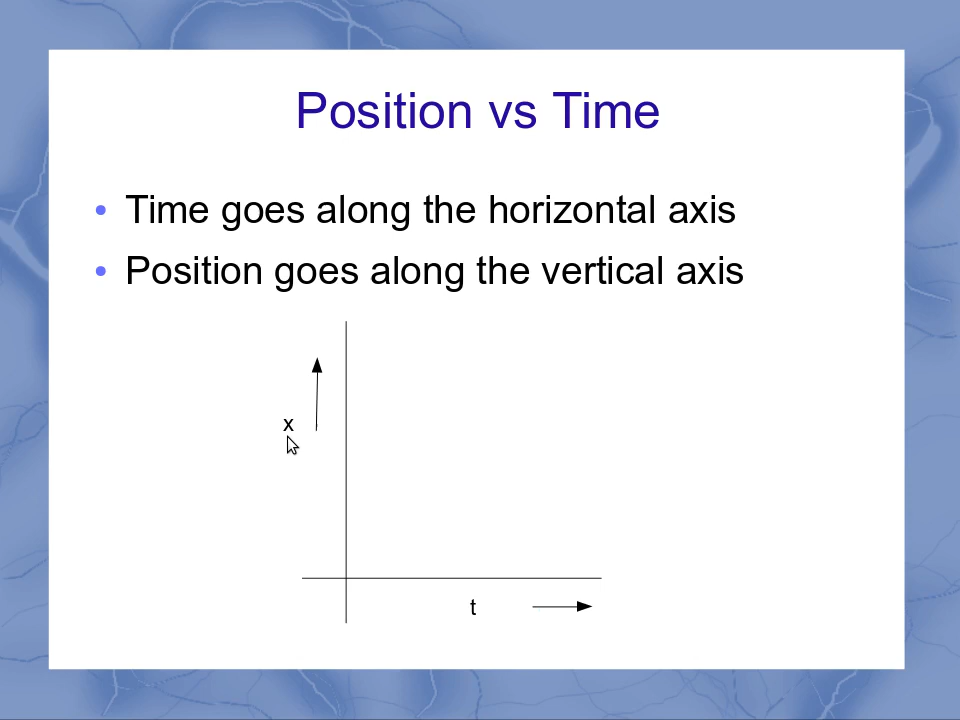 Position vs Time
• Time goes along the horizontal axis
• Position goes along the vertical axis
x
t